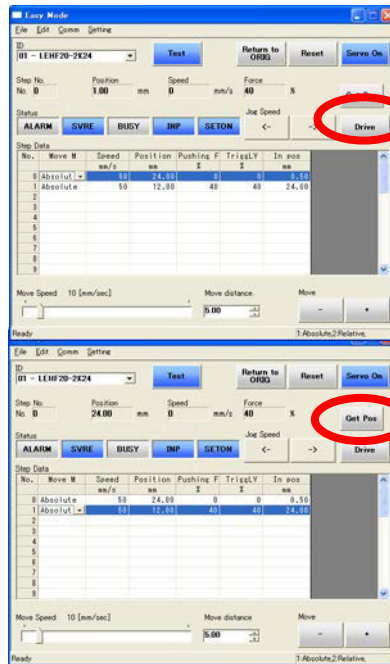 Easy Mode
File Edit Comm Setting
ID
01 - LEHF20-2K24 Test Return to ORIG Reset Servo On
Step No. Position Speed Force
No. 0 1.00 mm 0 mm/s 40 %
Status Jog Speed
ALARM SVRE BUSY INP SETON <- -> Drive
Step Data
No. Move M Speed Position Pushing F TriggLV In pos
mm/s mm % % mm
0 Absolut 50 24.00 0 0 0.50
1 Absolute 50 12.00 40 40 24.00
2
3
4
5
6
7
8
9
Move Speed 10 [mm/sec] Move distance Move
5.00 - +
Ready 1:Absolute,2:Relative,
File Edit Comm Setting
ID
01 - LEHF20-2K24 Test Return to ORIG Reset Servo On
Step No. Position Speed Force
No. 0 24.00 mm 0 mm/s 40 % Get Pos
Status Jog Speed
ALARM SVRE BUSY INP SETON <- -> Drive
Step Data
No. Move M Speed Position Pushing F TriggLV In pos
mm/s mm % % mm
0 Absolute 50 24.00 0 0 0.50
1 Absolut 50 12.00 40 40 24.00
2
3
4
5
6
7
8
9
Move Speed 10 [mm/sec] Move distance Move
5.00 - +
Ready 1:Absolute,2:Relative,